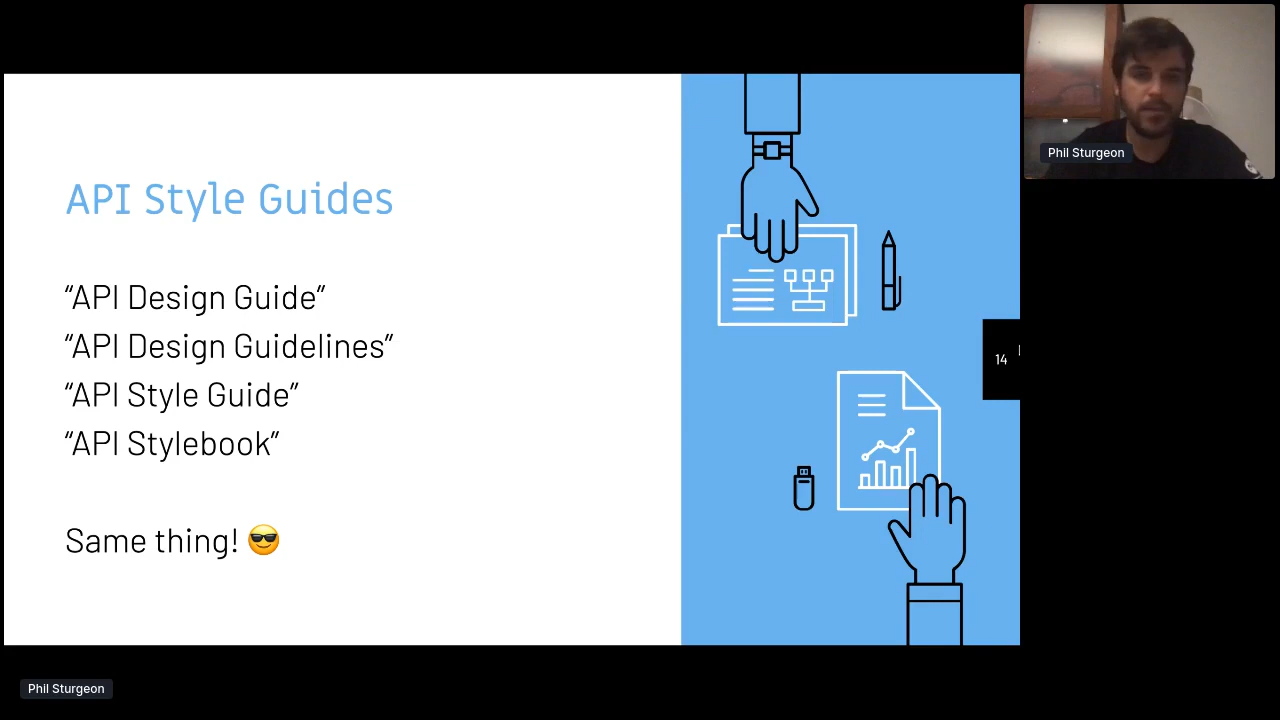 API Style Guides
“API Design Guide”
“API Design Guidelines”
“API Style Guide”
“API Stylebook”
Same thing! 😎
14
Phil Sturgeon
Phil Sturgeon